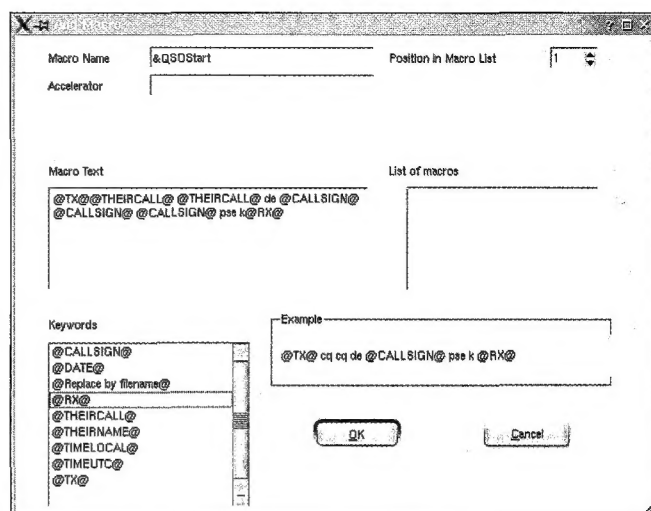 Add Macro
Macro Name
&QSOStart
Position in Macro List
1
Accelerator
Macro Text
List of macros
@TX@@THEIRCALL@ @THEIRCALL@ de @CALLSIGN@
@CALLSIGN@ @CALLSIGN@ pse k@RX@
Keywords
Example
@CALLSIGN@
@DATE@
@Replace by filename@
@RX@
@THEIRCALL@
@THEIRNAME@
@TIMELOCAL@
@TIMEUTC@
@TX@
@TX@ cq cq de @CALLSIGN@ pse k @RX@
OK
Cancel